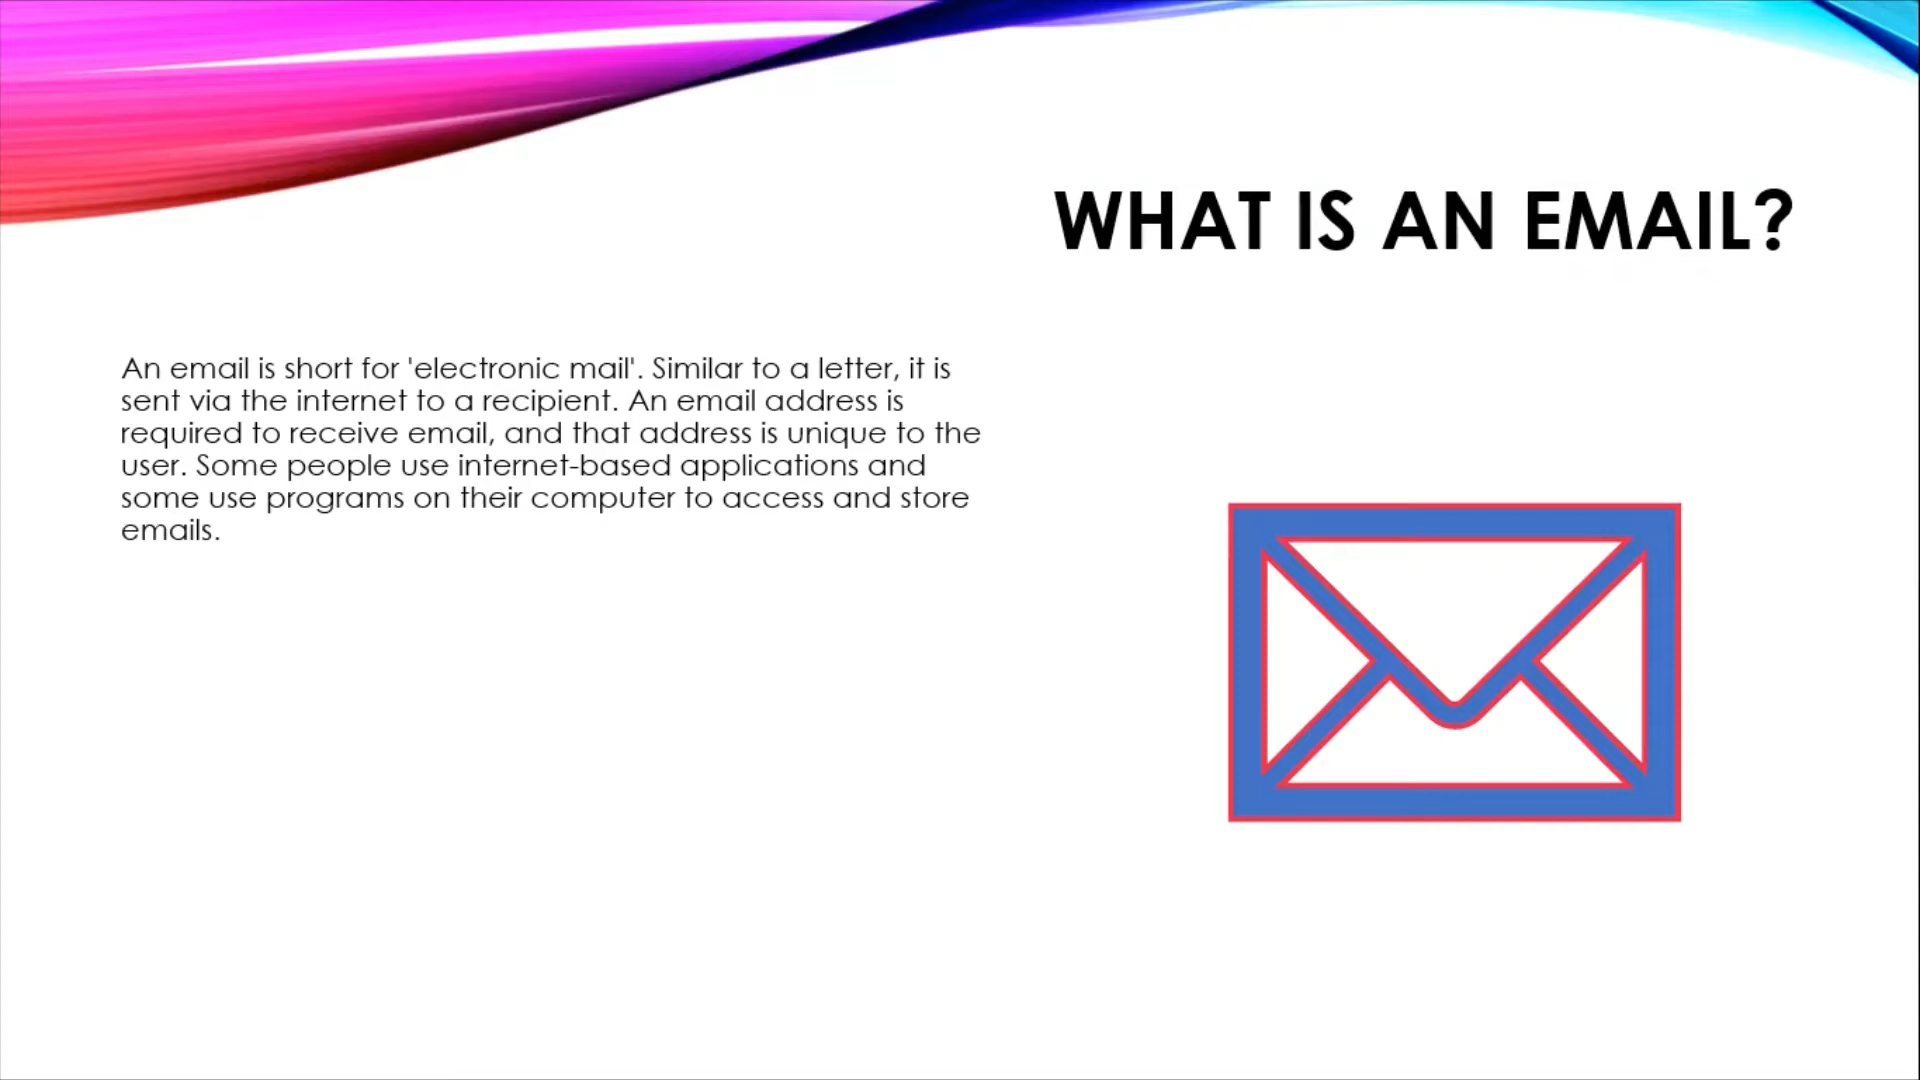 WHAT IS AN EMAIL?
An email is short for 'electronic mail'. Similar to a letter, it is
sent via the internet to a recipient. An email address is
required to receive email, and that address is unique to the
user. Some people use internet-based applications and
some use programs on their computer to access and store
emails.